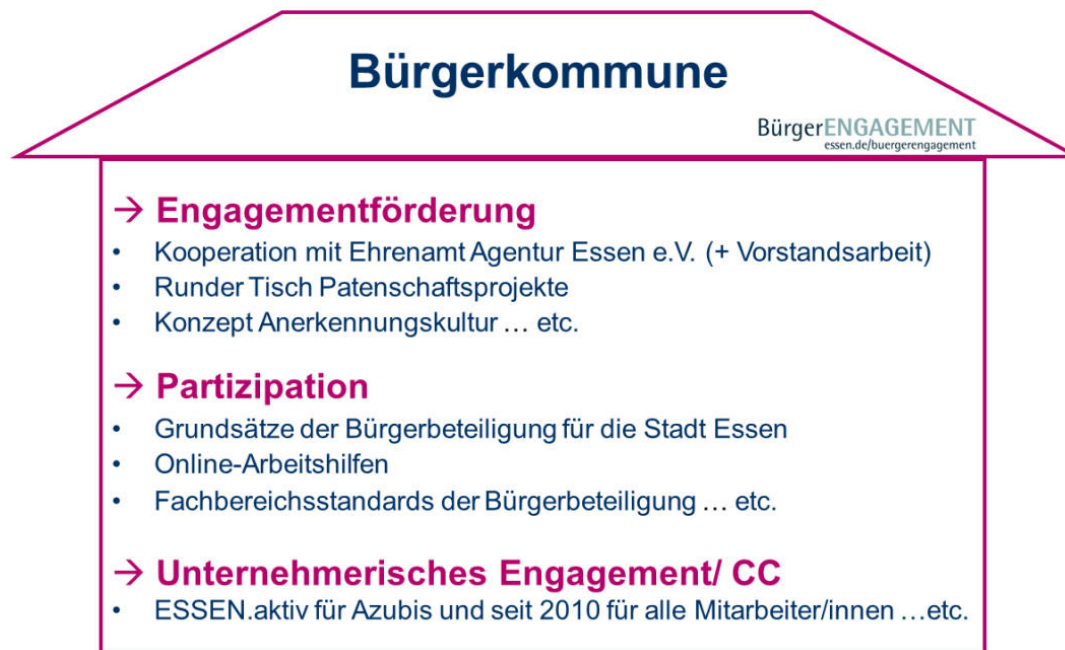 Bürgerkommune
BürgerENGAGEMENT
essen.de/buergerengagement
→ Engagementförderung
• Kooperation mit Ehrenamt Agentur Essen e.V. (+ Vorstandsarbeit)
• Runder Tisch Patenschaftsprojekte
• Konzept Anerkennungskultur … etc.
→ Partizipation
• Grundsätze der Bürgerbeteiligung für die Stadt Essen
• Online-Arbeitshilfen
• Fachbereichsstandards der Bürgerbeteiligung … etc.
→ Unternehmerisches Engagement/ CC
• ESSEN.aktiv für Azubis und seit 2010 für alle Mitarbeiter/innen …etc.